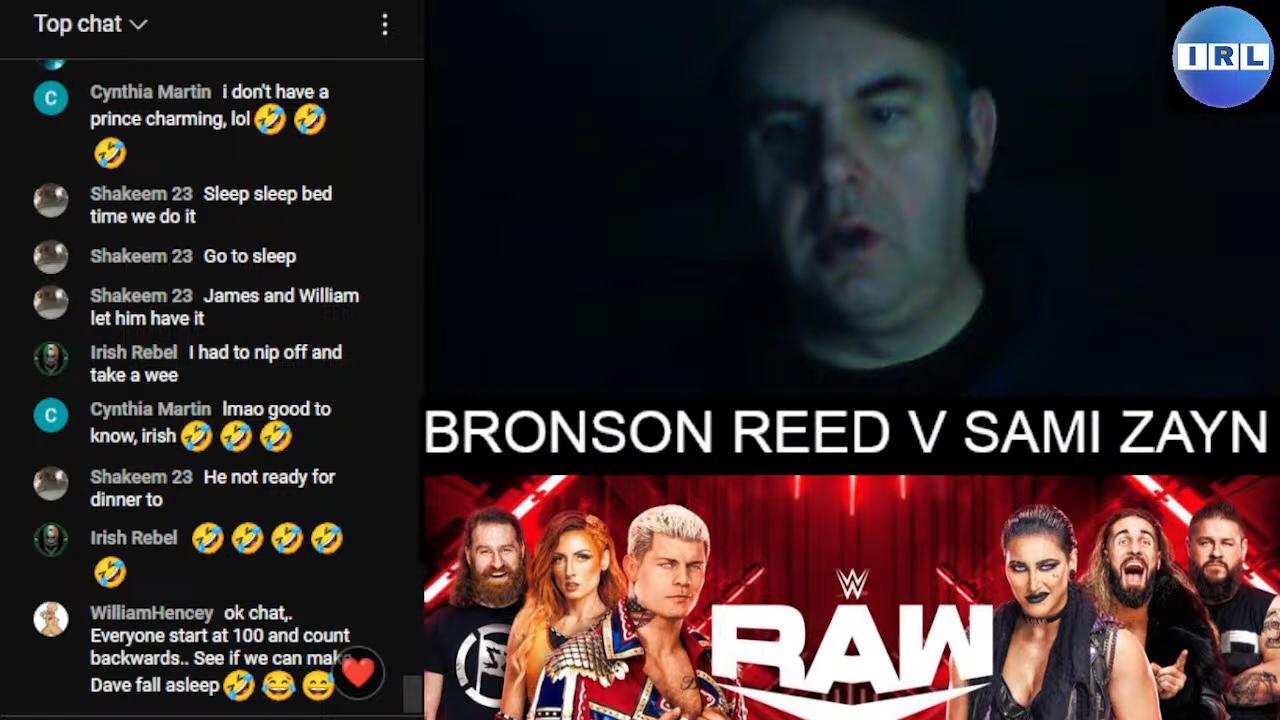 Top chat
Cynthia Martin i don't have a
prince charming, lol 🤣 🤣
🤣
Shakeem 23 Sleep sleep bed
time we do it
Shakeem 23 Go to sleep
Shakeem 23 James and William
let him have it
Irish Rebel I had to nip off and
take a wee
Cynthia Martin lmao good to
know, irish 🤣 🤣 🤣
Shakeem 23 He not ready for
dinner to
Irish Rebel 🤣 🤣 🤣 🤣
🤣
WilliamHencey ok chat,.
Everyone start at 100 and count
backwards.. See if we can make
Dave fall asleep 🤣 😂 😅
IRL
BRONSON REED V SAMI ZAYN
W
RAW